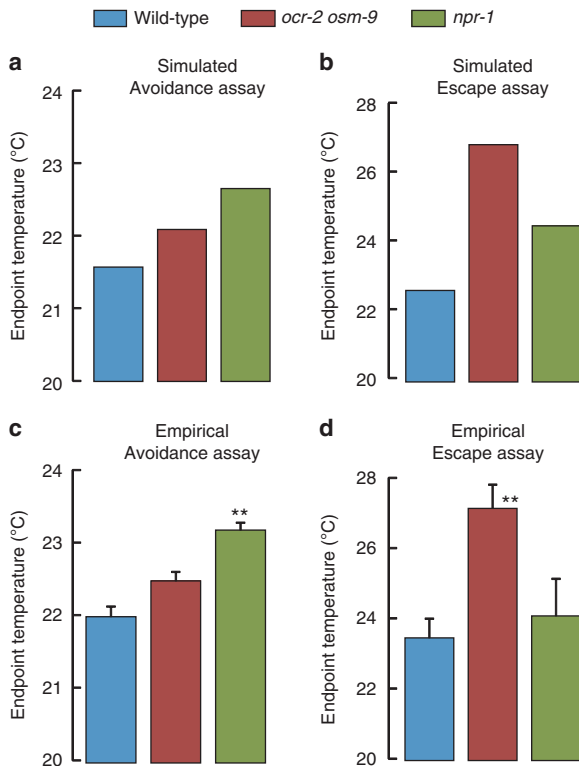 Wild-type ocr-2 osm-9 npr-1
a Simulated Avoidance assay
Endpoint temperature (°C)
24
23
22
21
20
b Simulated Escape assay
Endpoint temperature (°C)
28
26
24
22
20
c Empirical Avoidance assay
Endpoint temperature (°C)
24
23
22
21
20
**
d Empirical Escape assay
Endpoint temperature (°C)
28
26
24
22
20
**